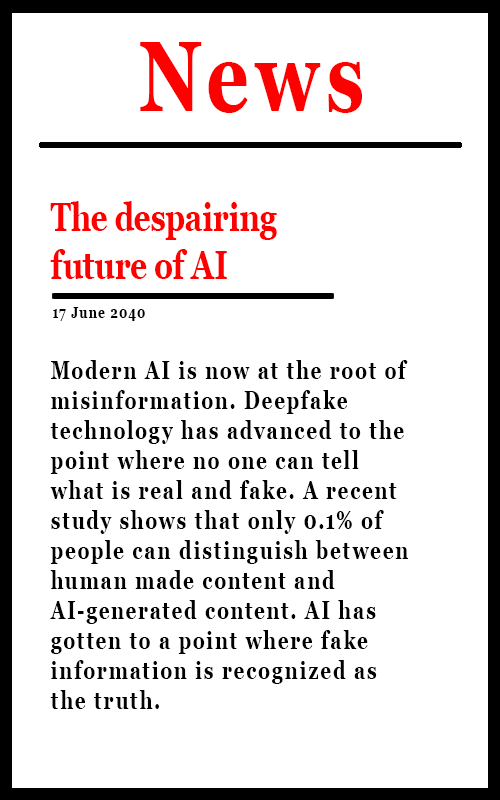 News
The despairing
future of AI
17 June 2040
Modern AI is now at the root of
misinformation. Deepfake
technology has advanced to the
point where no one can tell
what is real and fake. A recent
study shows that only 0.1% of
people can distinguish between
human made content and
AI-generated content. AI has
gotten to a point where fake
information is recognized as
the truth.